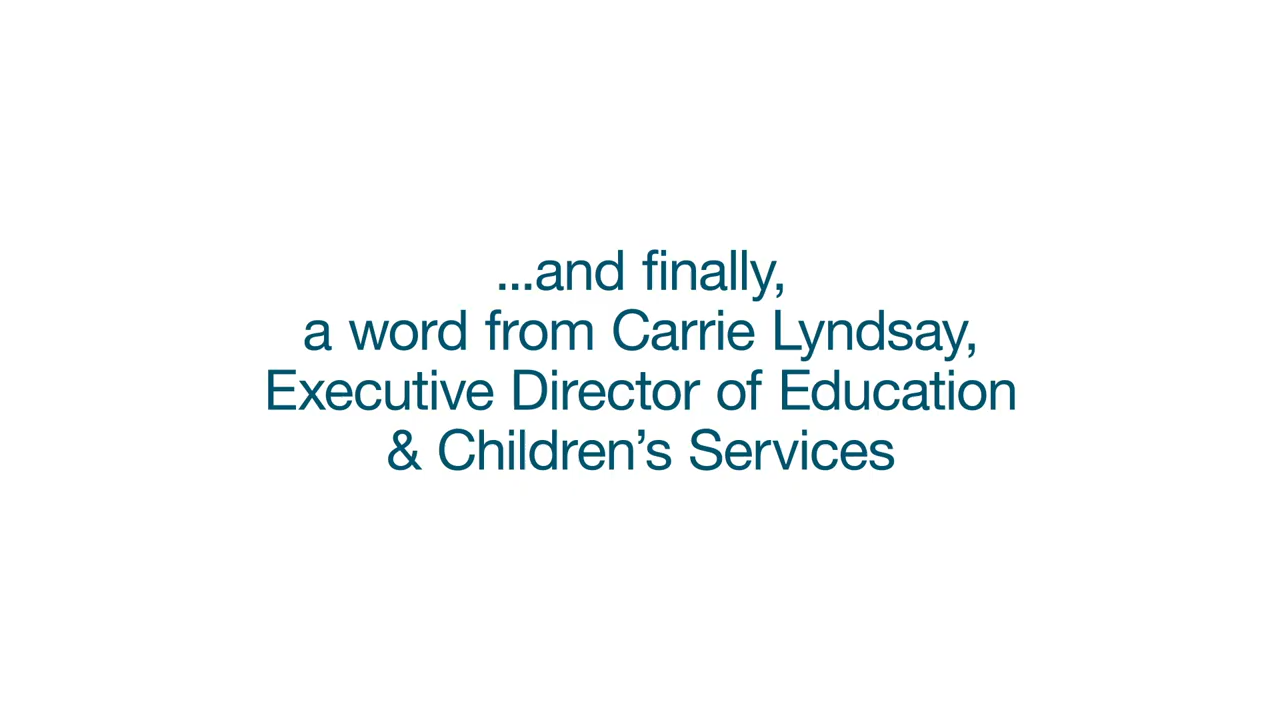 ...and finally,
a word from Carrie Lyndsay,
Executive Director of Education
& Children’s Services